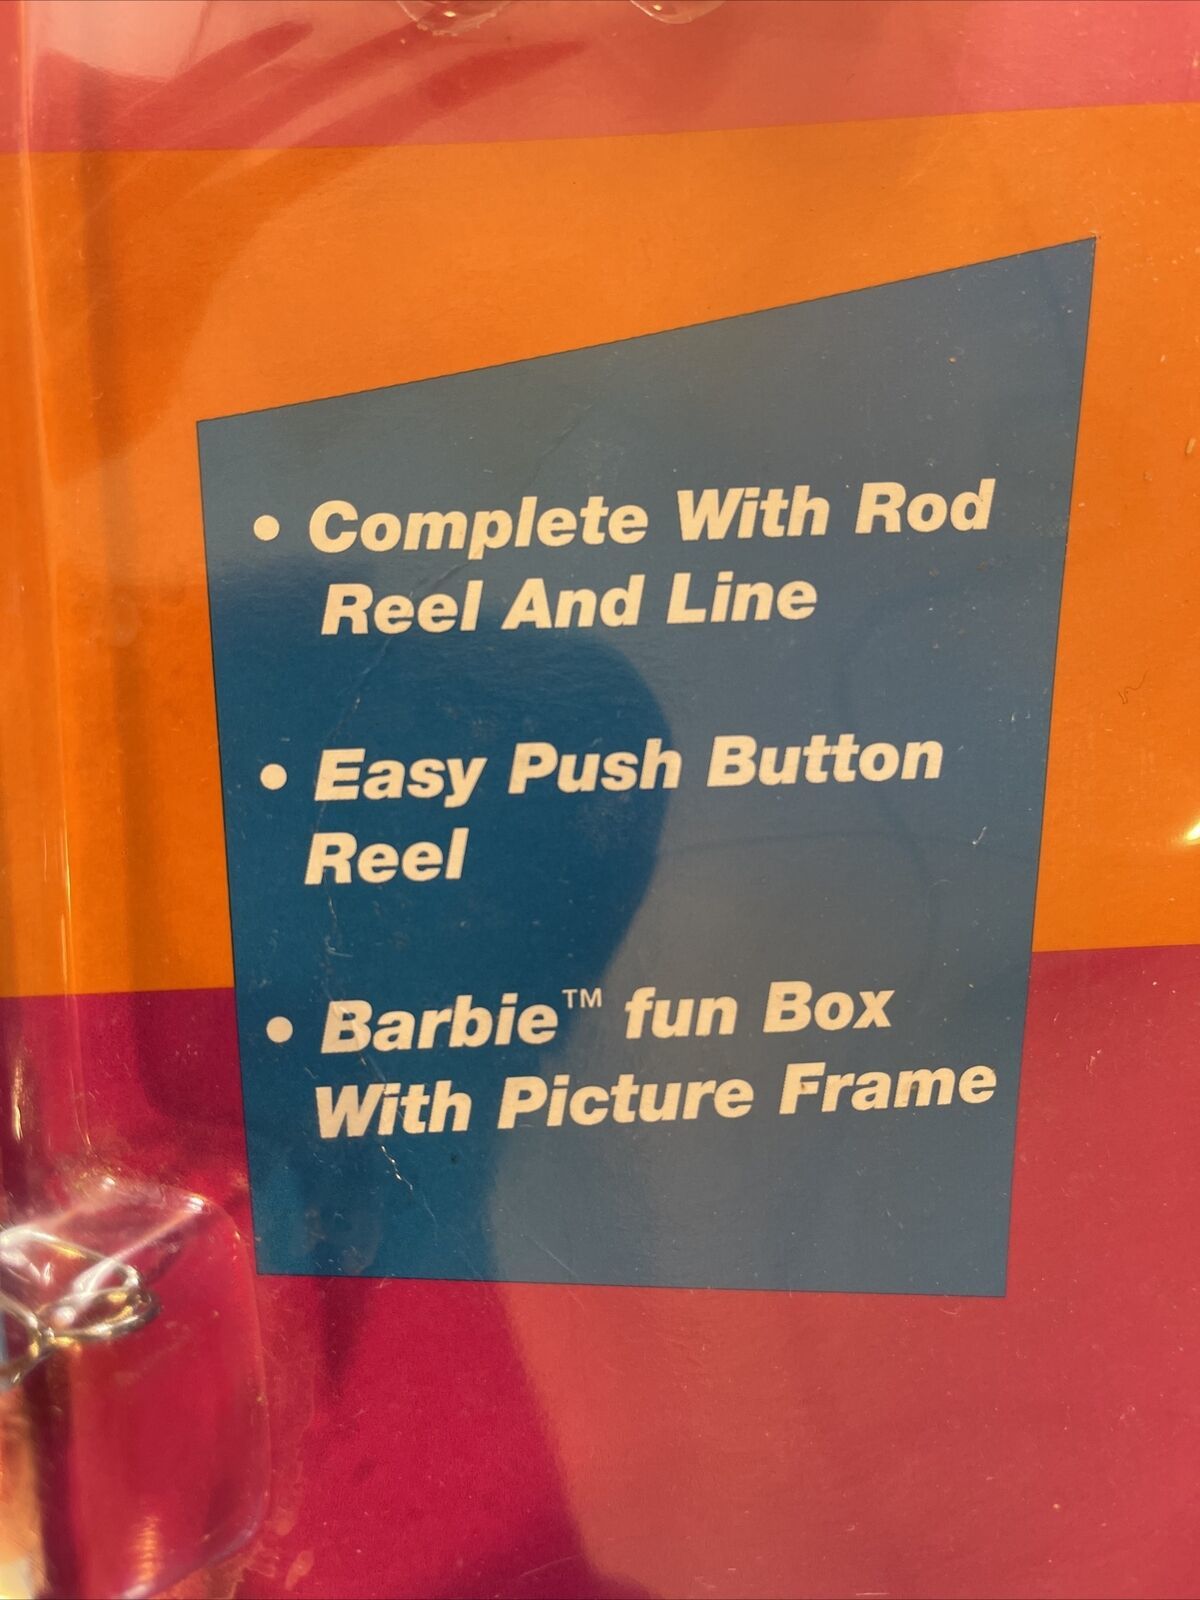 • Complete With Rod
Reel And Line
• Easy Push Button
Reel
• Barbie™ fun Box
With Picture Frame